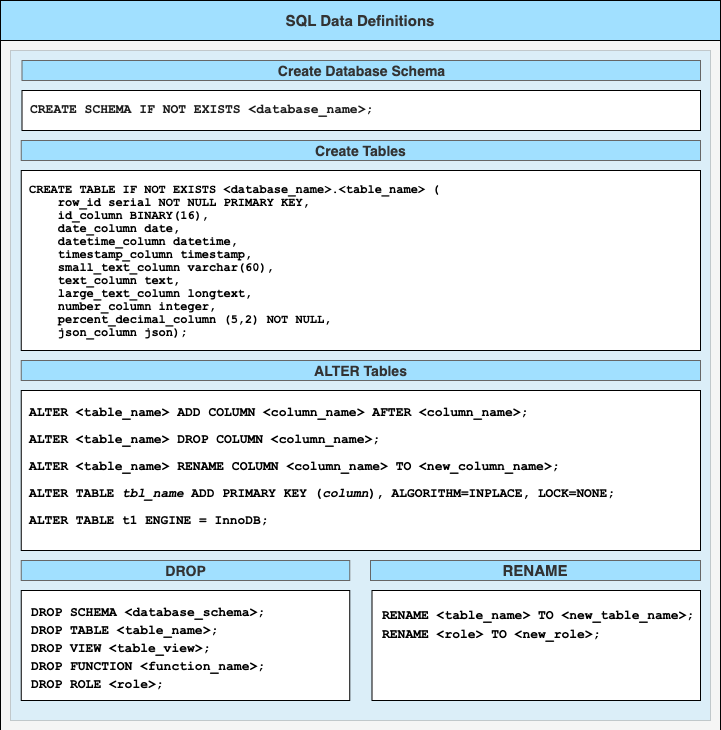 SQL Data Definitions
Create Database Schema
CREATE SCHEMA IF NOT EXISTS <database_name>;
Create Tables
CREATE TABLE IF NOT EXISTS <database_name>.<table_name> (
    row_id serial NOT NULL PRIMARY KEY,
    id_column BINARY(16),
    date_column date,
    datetime_column datetime,
    timestamp_column timestamp,
    small_text_column varchar(60),
    text_column text,
    large_text_column longtext,
    number_column integer,
    percent_decimal_column (5,2) NOT NULL,
    json_column json);
ALTER Tables
ALTER <table_name> ADD COLUMN <column_name> AFTER <column_name>;
ALTER <table_name> DROP COLUMN <column_name>;
ALTER <table_name> RENAME COLUMN <column_name> TO <new_column_name>;
ALTER TABLE tbl_name ADD PRIMARY KEY (column), ALGORITHM=INPLACE, LOCK=NONE;
ALTER TABLE t1 ENGINE = InnoDB;
DROP
DROP SCHEMA <database_schema>;
DROP TABLE <table_name>;
DROP VIEW <table_view>;
DROP FUNCTION <function_name>;
DROP ROLE <role>;
RENAME
RENAME <table_name> TO <new_table_name>;
RENAME <role> TO <new_role>;